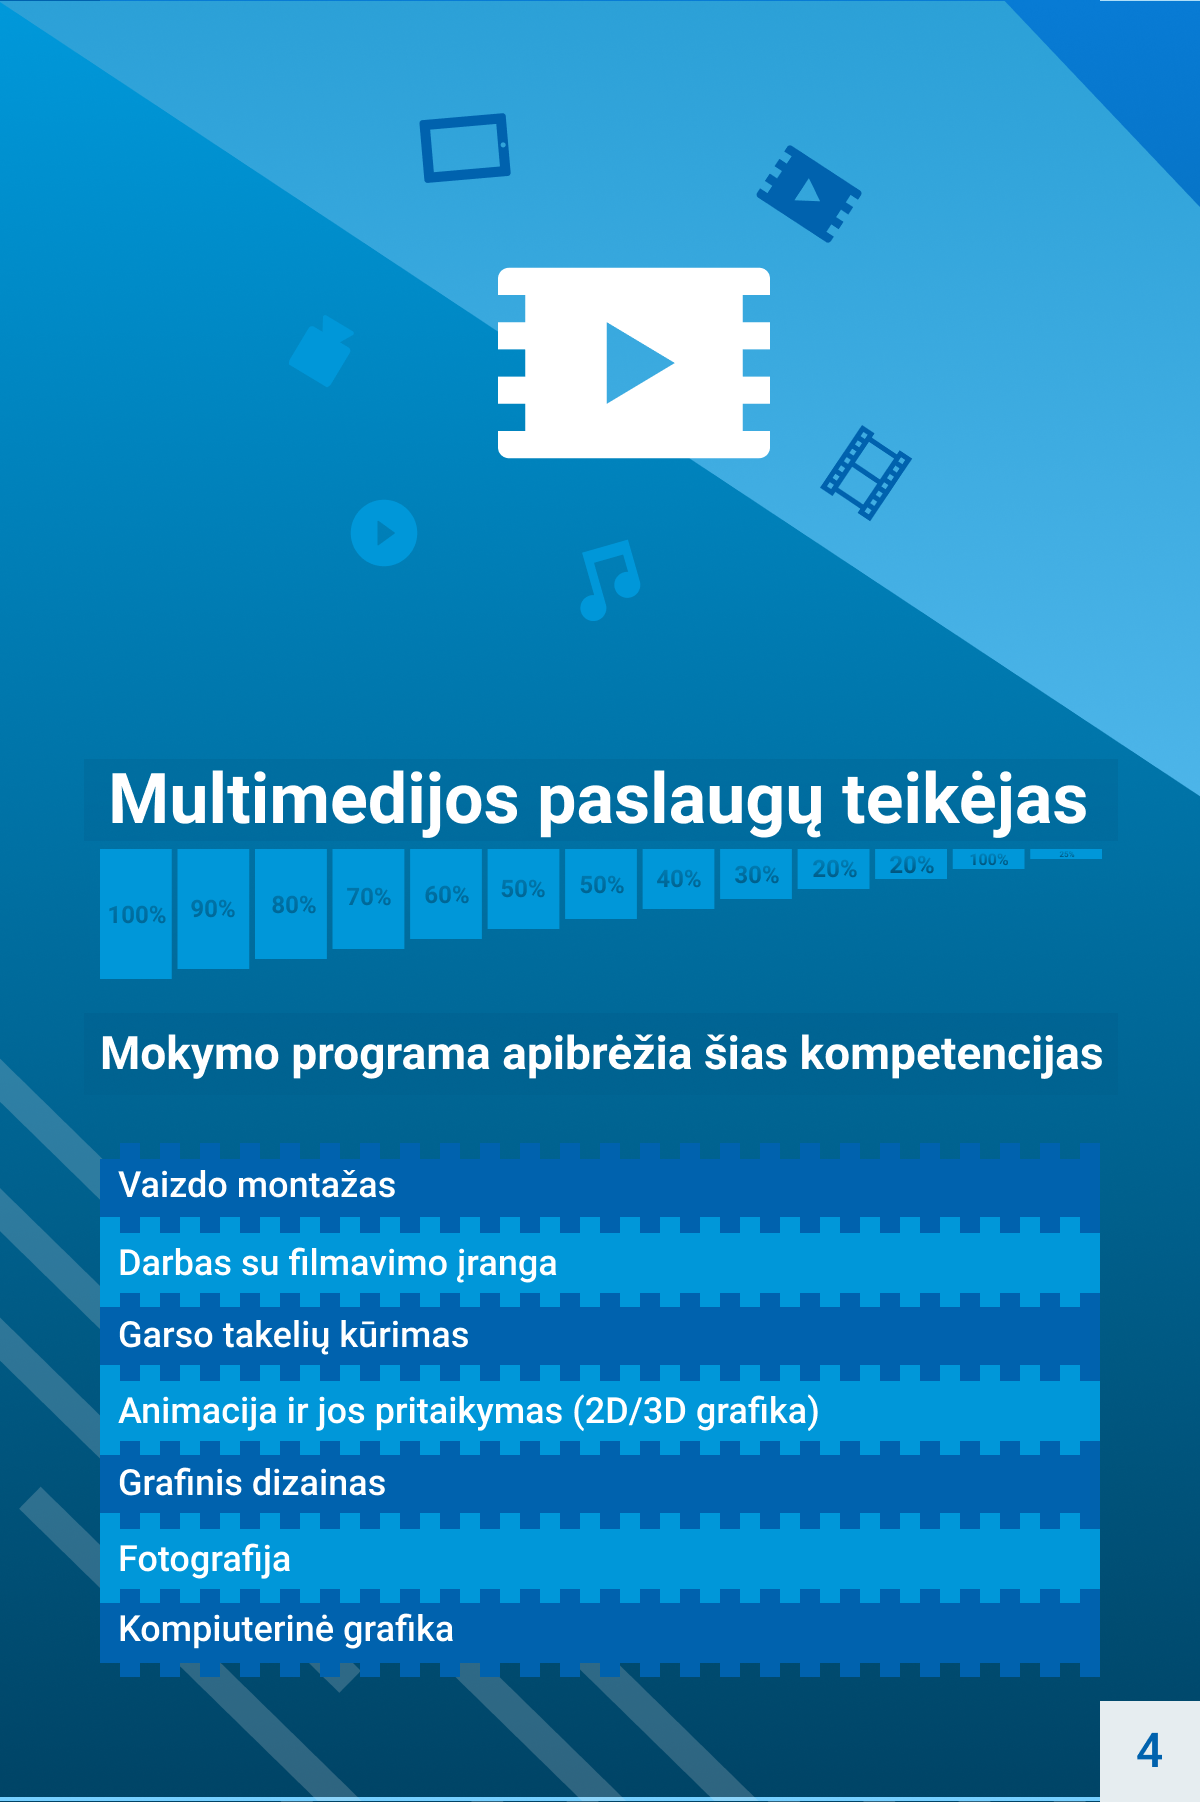 Multimedijos paslaugų teikėjas
100% 90% 80% 70% 60% 50% 50% 40% 30% 20% 20% 100%
Mokymo programa apibrėžia šias kompetencijas
Vaizdo montažas
Darbas su filmavimo įranga
Garso takelių kūrimas
Animacija ir jos pritaikymas (2D/3D grafika)
Grafinis dizainas
Fotografija
Kompiuterinė grafika
4